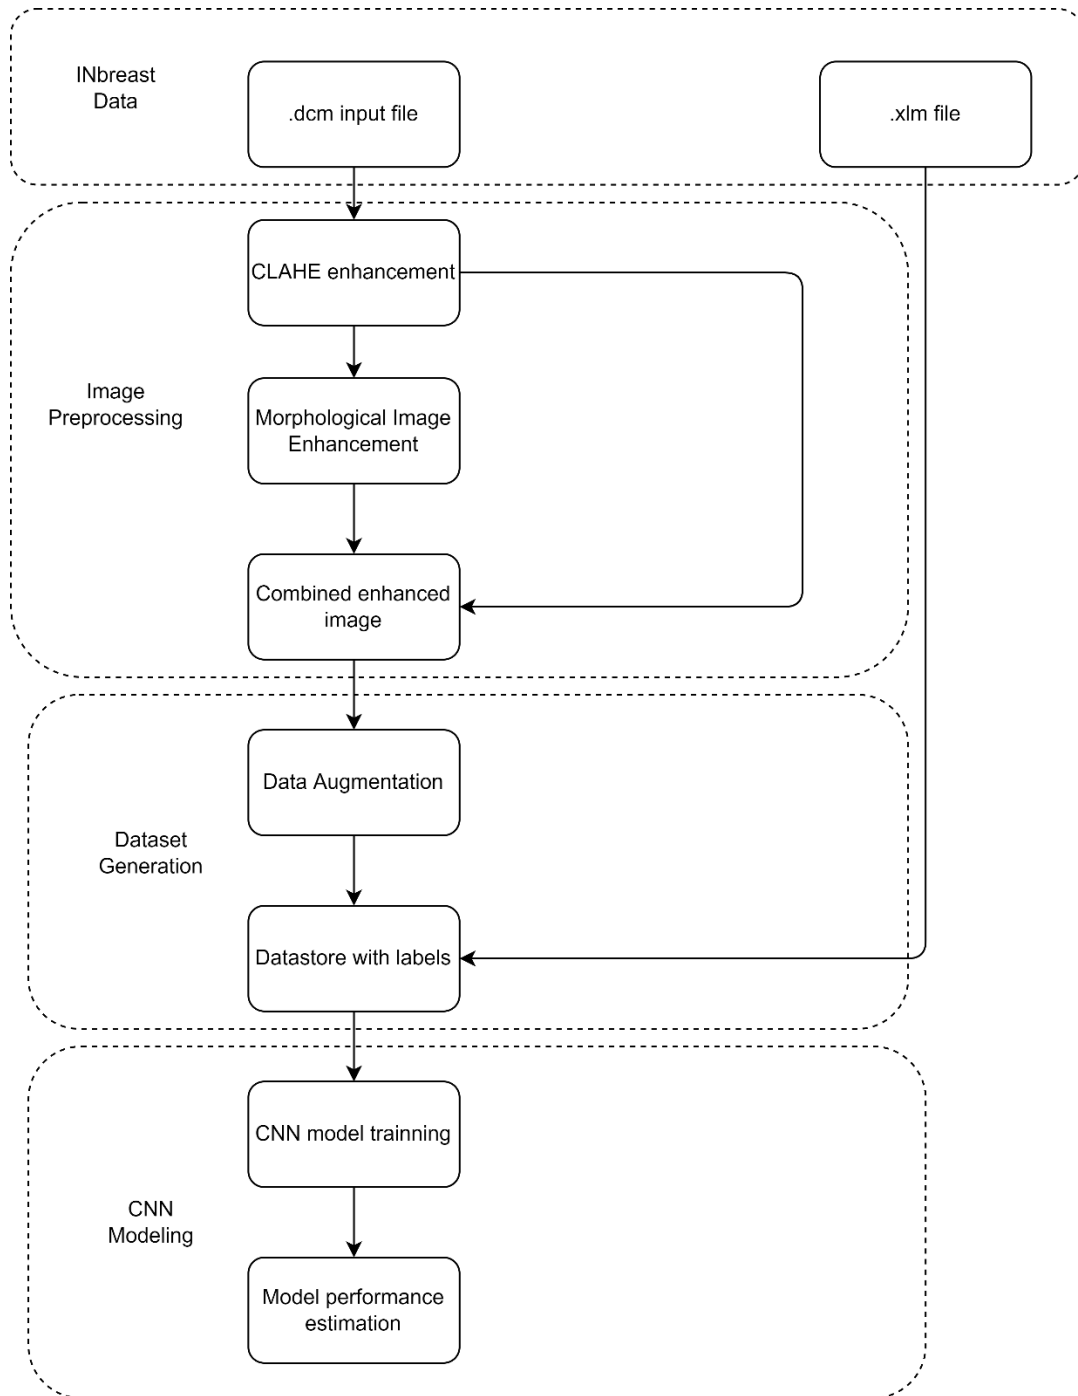 INbreast
Data
.dcm input file
.xlm file
CLAHE enhancement
Image
Preprocessing
Morphological Image
Enhancement
Combined enhanced
image
Data Augmentation
Dataset
Generation
Datastore with labels
CNN model trainning
CNN
Modeling
Model performance
estimation